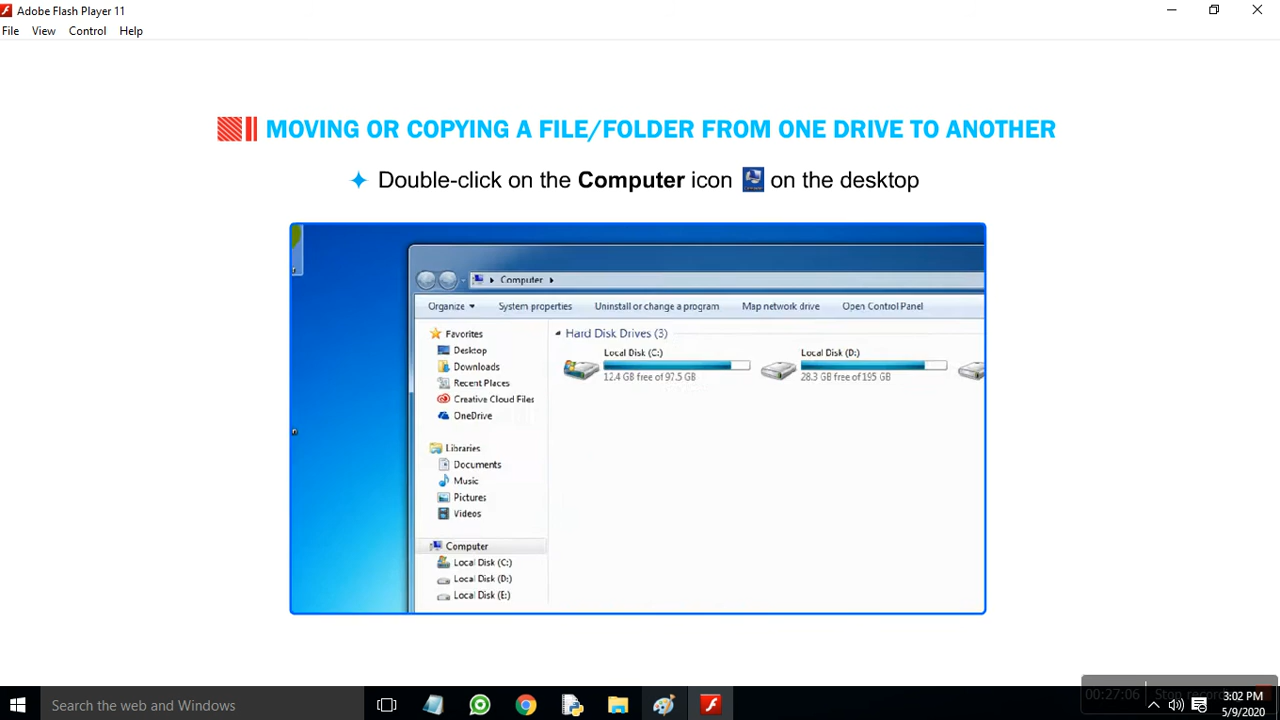 Adobe Flash Player 11
File View Control Help
MOVING OR COPYING A FILE/FOLDER FROM ONE DRIVE TO ANOTHER
Double-click on the Computer icon on the desktop
Computer
Organize System properties Uninstall or change a program Map network drive Open Control Panel
Favorites
Desktop
Downloads
Recent Places
Creative Cloud Files
OneDrive
Libraries
Documents
Music
Pictures
Videos
Computer
Local Disk (C:)
Local Disk (D:)
Local Disk (E:)
Hard Disk Drives (3)
Local Disk (C:)
12.4 GB free of 97.5 GB
Local Disk (D:)
28.3 GB free of 195 GB
Search the web and Windows
00:27:06 Stop
3:02 PM
5/9/2020